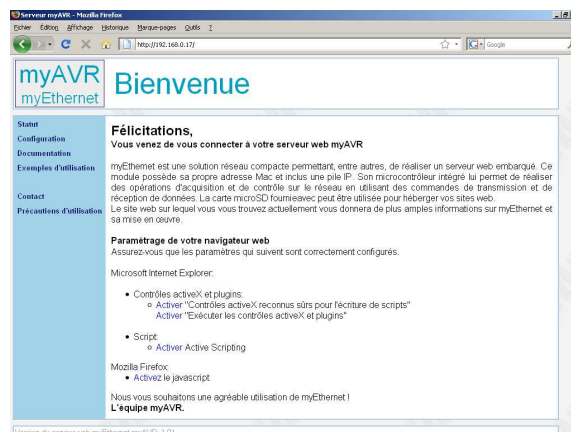 Serveur myAVR - Mozilla Firefox
Fichier Édition Affichage Historique Marque-pages Outils ?
http://192.168.0.17/
Google
myAVR
myEthernet
Bienvenue
Statut
Configuration
Documentation
Exemples d'utilisation
Contact
Précautions d'utilisation
Félicitations,
Vous venez de vous connecter à votre serveur web myAVR
myEthernet est une solution réseau compacte permettant, entre autres, de réaliser un serveur web embarqué. Ce
module possède sa propre adresse Mac et inclus une pile IP. Son microcontrôleur intégré lui permet de réaliser
des opérations d'acquisition et de contrôle sur le réseau en utilisant des commandes de transmission et de
réception de données. La carte microSD fournieavec peut être utilisée pour héberger vos sites web.
Le site web sur lequel vous vous trouvez actuellement vous donnera de plus amples informations sur myEthernet et
sa mise en œuvre.
Paramétrage de votre navigateur web
Assurez-vous que les paramètres qui suivent sont correctement configurés.
Microsoft Internet Explorer:
Contrôles activeX et plugins:
Activer "Contrôles activeX reconnus sûrs pour l'écriture de scripts"
Activer "Exécuter les contrôles activeX et plugins"
Script:
Activer Active Scripting
Mozilla Firefox:
Activez le javascript
Nous vous souhaitons une agréable utilisation de myEthernet !
L'équipe myAVR.